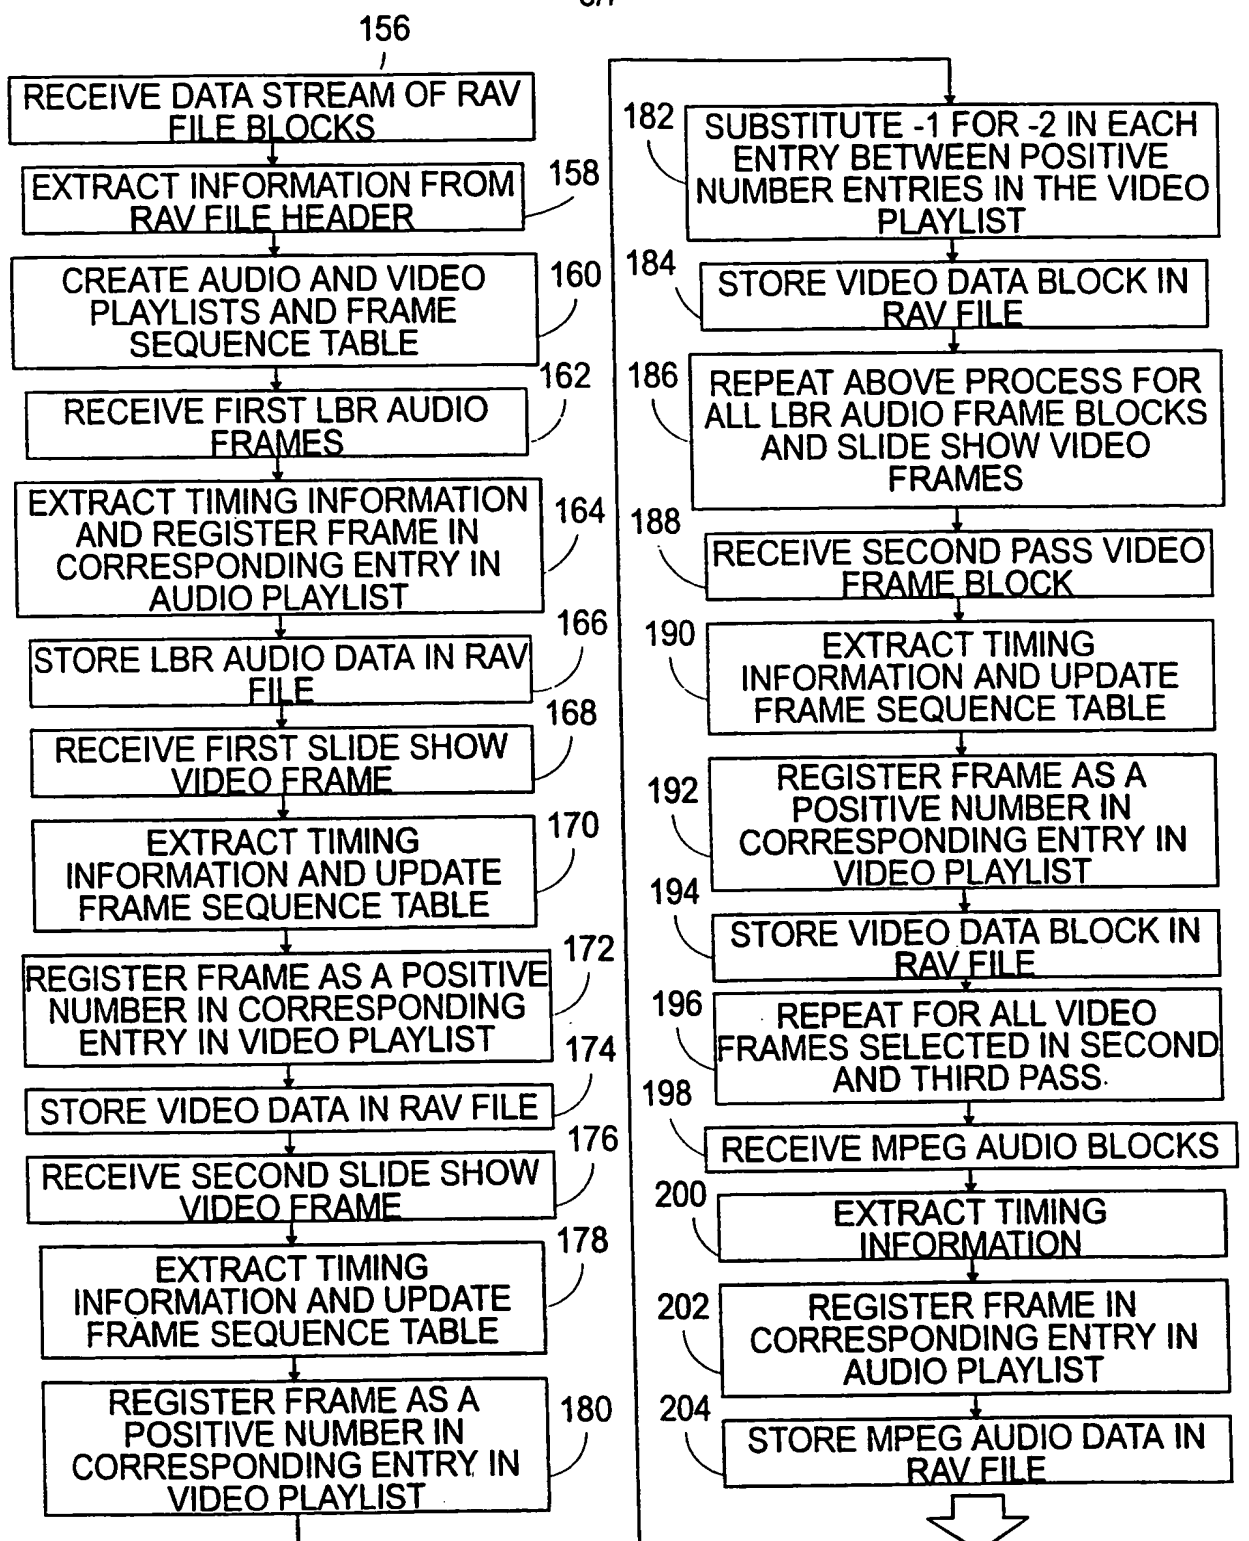 156
RECEIVE DATA STREAM OF RAV
FILE BLOCKS
EXTRACT INFORMATION FROM
RAV FILE HEADER
158
CREATE AUDIO AND VIDEO
PLAYLISTS AND FRAME
SEQUENCE TABLE
160
162
RECEIVE FIRST LBR AUDIO
FRAMES
EXTRACT TIMING INFORMATION
AND REGISTER FRAME IN
CORRESPONDING ENTRY IN
AUDIO PLAYLIST
164
166
STORE LBR AUDIO DATA IN RAV
FILE
168
RECEIVE FIRST SLIDE SHOW
VIDEO FRAME
170
EXTRACT TIMING
INFORMATION AND UPDATE
FRAME SEQUENCE TABLE
172
REGISTER FRAME AS A POSITIVE
NUMBER IN CORRESPONDING
ENTRY IN VIDEO PLAYLIST
174
STORE VIDEO DATA IN RAV FILE
176
RECEIVE SECOND SLIDE SHOW
VIDEO FRAME
178
EXTRACT TIMING
INFORMATION AND UPDATE
FRAME SEQUENCE TABLE
REGISTER FRAME AS A
POSITIVE NUMBER IN
CORRESPONDING ENTRY IN
VIDEO PLAYLIST
180
182
SUBSTITUTE -1 FOR -2 IN EACH
ENTRY BETWEEN POSITIVE
NUMBER ENTRIES IN THE VIDEO
PLAYLIST
184
STORE VIDEO DATA BLOCK IN
RAV FILE
186
REPEAT ABOVE PROCESS FOR
ALL LBR AUDIO FRAME BLOCKS
AND SLIDE SHOW VIDEO
FRAMES
188
RECEIVE SECOND PASS VIDEO
FRAME BLOCK
190
EXTRACT TIMING
INFORMATION AND UPDATE
FRAME SEQUENCE TABLE
192
REGISTER FRAME AS A
POSITIVE NUMBER IN
CORRESPONDING ENTRY IN
VIDEO PLAYLIST
194
STORE VIDEO DATA BLOCK IN
RAV FILE
196
REPEAT FOR ALL VIDEO
FRAMES SELECTED IN SECOND
AND THIRD PASS.
198
RECEIVE MPEG AUDIO BLOCKS
200
EXTRACT TIMING
INFORMATION
202
REGISTER FRAME IN
CORRESPONDING ENTRY IN
AUDIO PLAYLIST
204
STORE MPEG AUDIO DATA IN
RAV FILE